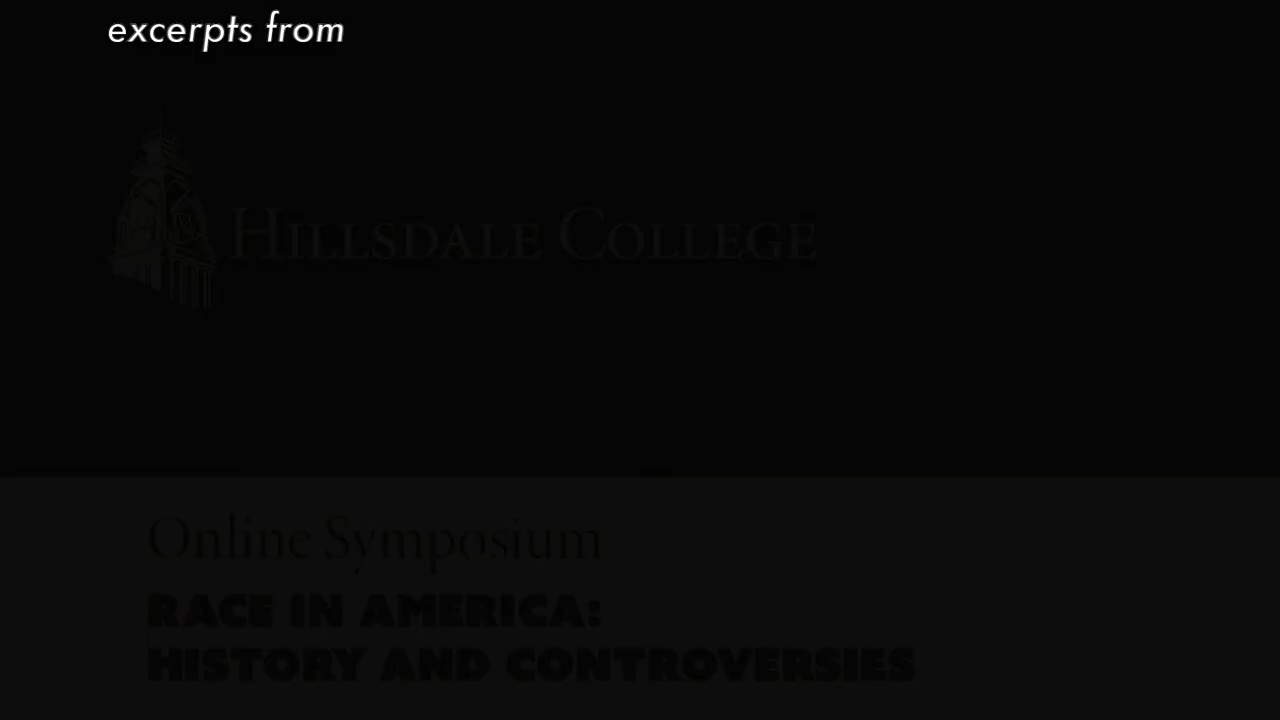 excerpts from
HILLSDALE COLLEGE
Online Symposium
RACE IN AMERICA:
HISTORY AND CONTROVERSIES